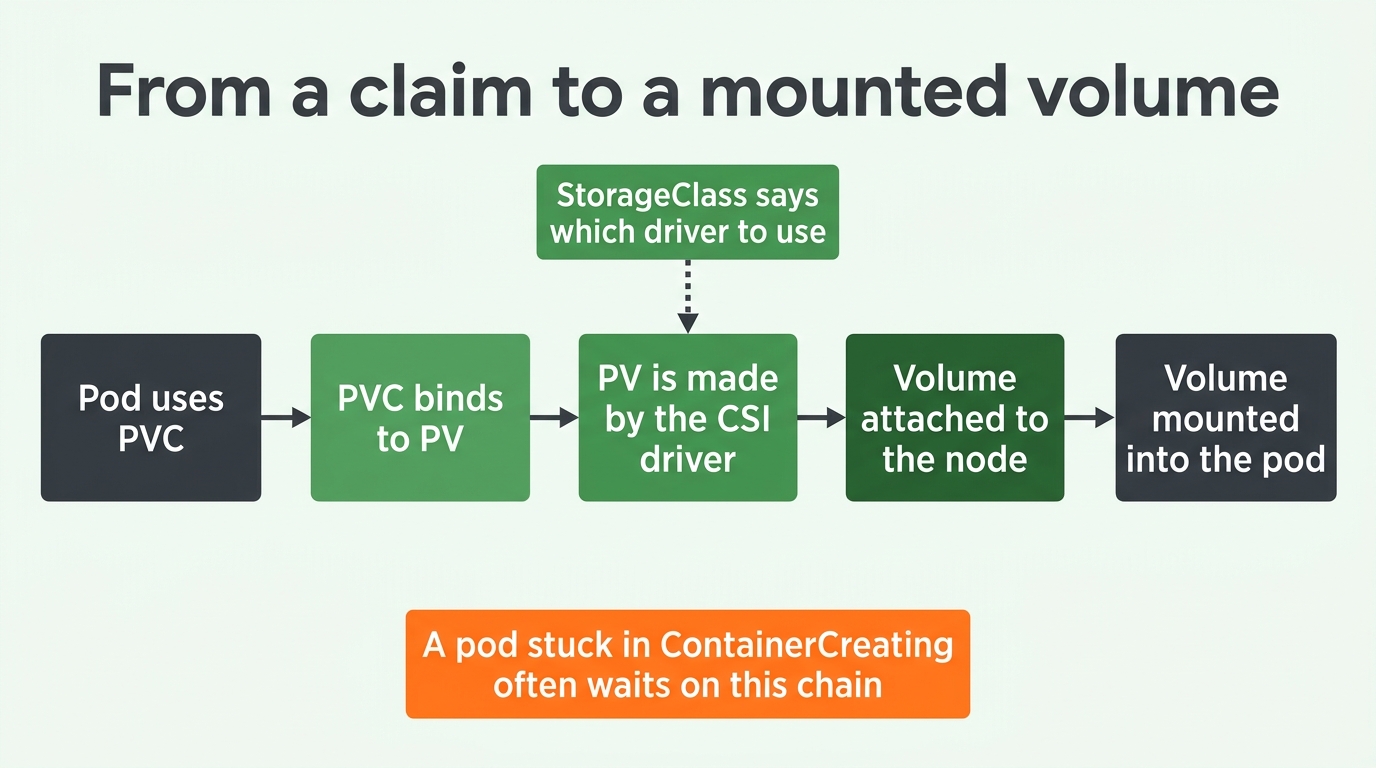 From a claim to a mounted volume
StorageClass says
which driver to use
Pod uses
PVC
PVC binds
to PV
PV is made
by the CSI
driver
Volume
attached to
the node
Volume
mounted
into the pod
A pod stuck in ContainerCreating
often waits on this chain